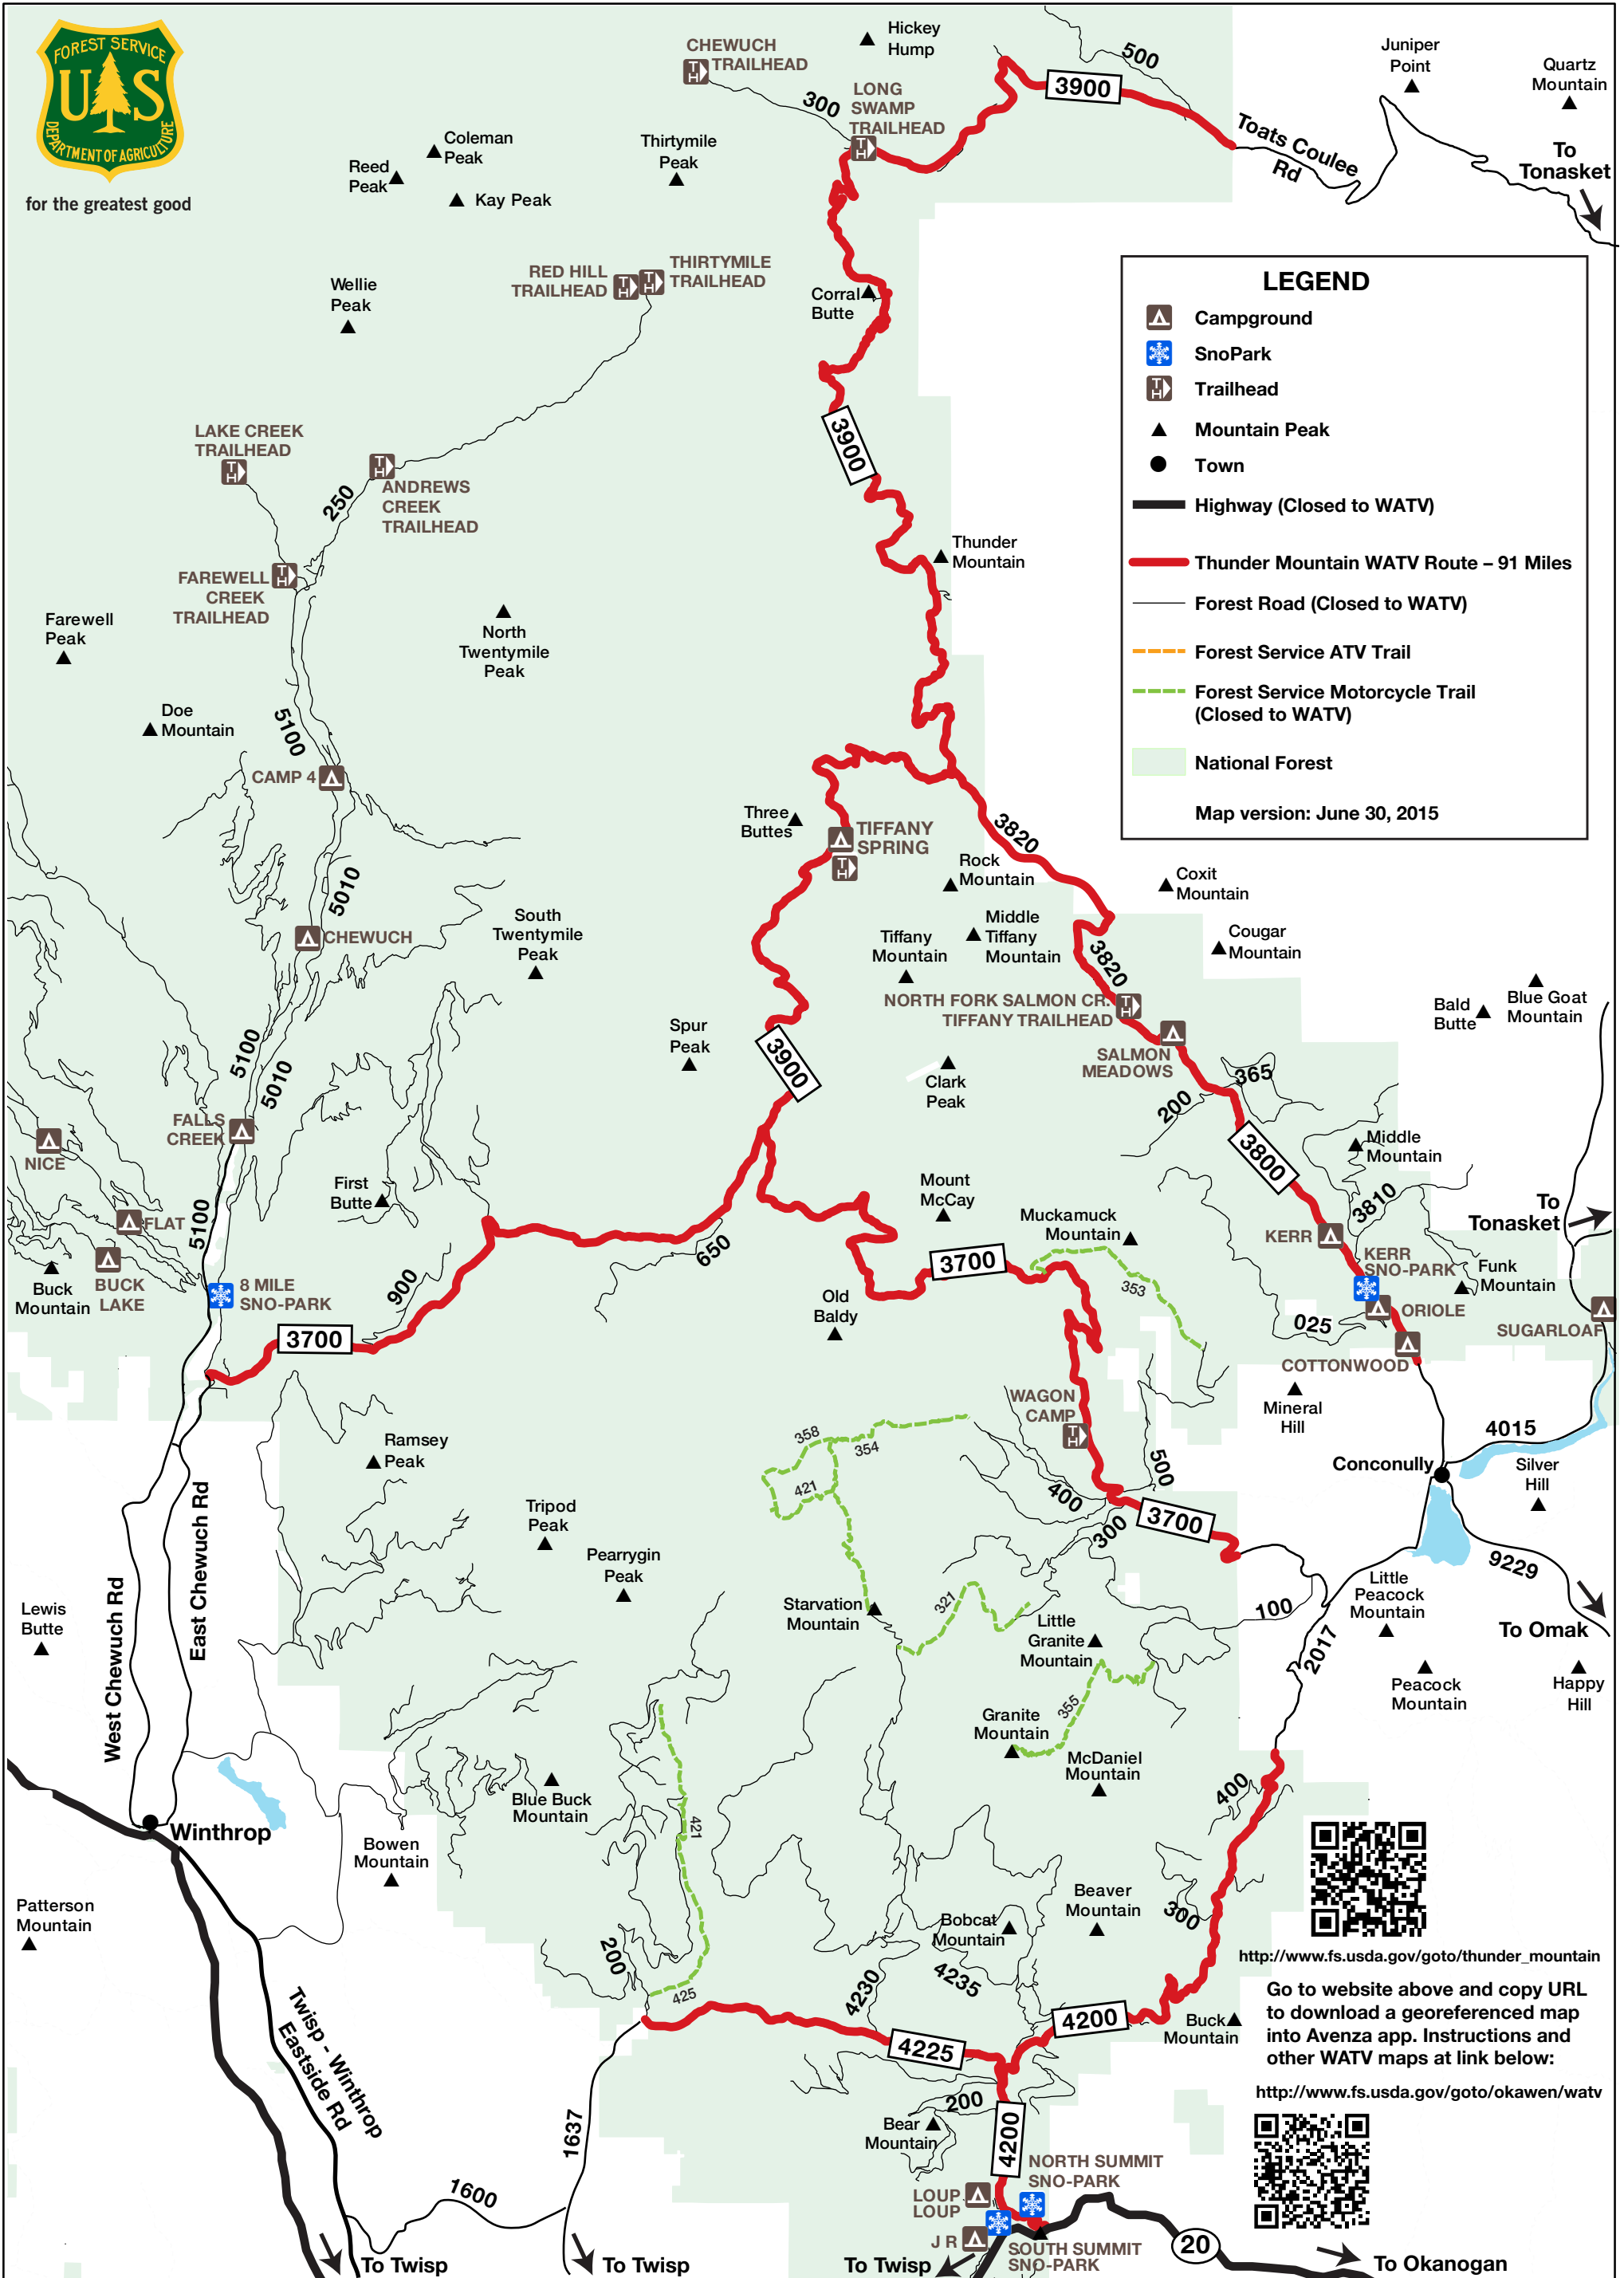 FOREST SERVICE
U S
DEPARTMENT OF AGRICULTURE
for the greatest good
CHEWUCH
TRAILHEAD
Hickey
Hump
500
3900
Juniper
Point
Quartz
Mountain
300
LONG
SWAMP
TRAILHEAD
Toats Coulee
Rd
To
Tonasket
Coleman
Peak
Reed
Peak
Kay Peak
Thirtymile
Peak
RED HILL
TRAILHEAD
THIRTYMILE
TRAILHEAD
Wellie
Peak
Corral
Butte
LEGEND
Campground
SnoPark
Trailhead
Mountain Peak
Town
Highway (Closed to WATV)
Thunder Mountain WATV Route – 91 Miles
Forest Road (Closed to WATV)
Forest Service ATV Trail
Forest Service Motorcycle Trail
(Closed to WATV)
National Forest
Map version: June 30, 2015
3900
LAKE CREEK
TRAILHEAD
250
ANDREWS
CREEK
TRAILHEAD
Thunder
Mountain
FAREWELL
CREEK
TRAILHEAD
Farewell
Peak
North
Twentymile
Peak
Doe
Mountain
5100
CAMP 4
Three
Buttes
TIFFANY
SPRING
3820
Rock
Mountain
Coxit
Mountain
5010
CHEWUCH
South
Twentymile
Peak
Tiffany
Mountain
Middle
Tiffany
Mountain
3820
Cougar
Mountain
NORTH FORK SALMON CR.
TIFFANY TRAILHEAD
Bald
Butte
Blue Goat
Mountain
5100
5010
Spur
Peak
3900
Clark
Peak
SALMON
MEADOWS
365
200
FALLS
CREEK
NICE
3800
Middle
Mountain
First
Butte
Mount
McCay
3810
To
Tonasket
FLAT
5100
650
Muckamuck
Mountain
KERR
KERR
SNO-PARK
Funk
Mountain
Buck
Mountain
BUCK
LAKE
8 MILE
SNO-PARK
900
3700
3700
353
Old
Baldy
025
ORIOLE
SUGARLOAF
COTTONWOOD
WAGON
CAMP
Mineral
Hill
4015
Ramsey
Peak
358
354
421
500
Conconully
Silver
Hill
400
3700
300
Tripod
Peak
Pearrygin
Peak
9229
East Chewuch Rd
West Chewuch Rd
Lewis
Butte
Starvation
Mountain
321
Little
Granite
Mountain
100
Little
Peacock
Mountain
To Omak
2017
Peacock
Mountain
Happy
Hill
355
Granite
Mountain
McDaniel
Mountain
400
Blue Buck
Mountain
421
Winthrop
Bowen
Mountain
Patterson
Mountain
Beaver
Mountain
Bobcat
Mountain
300
http://www.fs.usda.gov/goto/thunder_mountain
200
4230
4235
425
Go to website above and copy URL
to download a georeferenced map
into Avenza app. Instructions and
other WATV maps at link below:
http://www.fs.usda.gov/goto/okawen/watv
4200
Buck
Mountain
4225
Twisp - Winthrop
Eastside Rd
200
Bear
Mountain
4200
1637
NORTH SUMMIT
SNO-PARK
1600
LOUP
LOUP
J R
SOUTH SUMMIT
SNO-PARK
20
To Twisp
To Twisp
To Twisp
To Okanogan